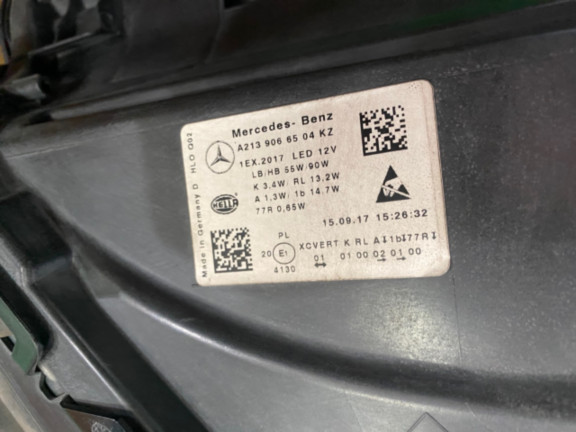 Mercedes- Benz
A213 906 65 04 KZ
1EX.2017 LED 12V
LB/HB 55W/90W
K 3,4W/ RL 13,2W
A 1,3W/ 1b 14.7W
77R 0,65W
HELLA
15.09.17 15:26:32
Made in Germany D HLO Q02
PL
20 E1 XCVERT K RL A 1b 77R
4130 01 01 00 02 01 00